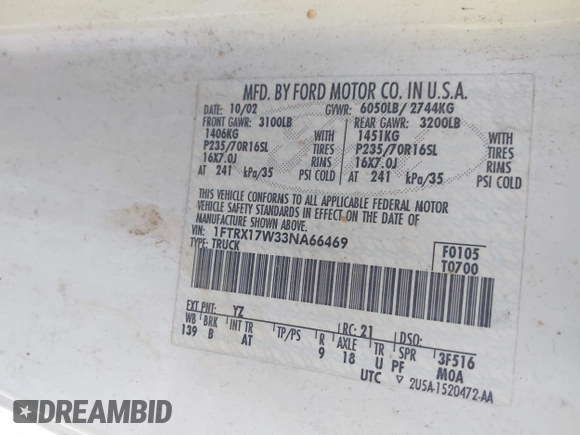 MFD. BY FORD MOTOR CO. IN U.S.A.
DATE: 10/02 GVWR: 6050LB/ 2744KG
FRONT GAWR: 3100LB REAR GAWR: 3200LB
1406KG WITH 1451KG WITH
P235/70R16SL TIRES P235/70R16SL TIRES
16X7.0J RIMS 16X7.0J RIMS
AT 241 kPa/35 PSI COLD AT 241 kPa/35 PSI COLD
THIS VEHICLE CONFORMS TO ALL APPLICABLE FEDERAL MOTOR
VEHICLE SAFETY STANDARDS IN EFFECT ON THE DATE OF
MANUFACTURE SHOWN ABOVE.
VIN: 1FTRX17W33NA66469 F0105
TYPE: TRUCK T0700
EXT PNT: YZ RC: 21 DSO:
WB BRK INT TR TP/PS R AXLE TR SPR 3F516
139 B AT 9 18 U PF M0A
UTC ▽ 2U5A-1520472-AA
DREAMBID